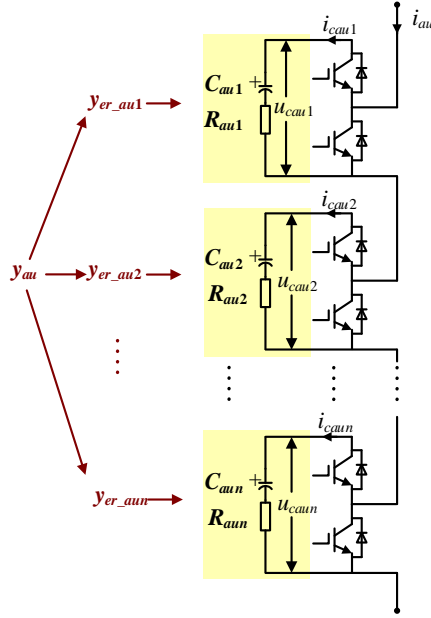 i_cau1
i_au
C_au1 +
y_er_au1
u_cau1
R_au1
i_cau2
C_au2 +
y_au
y_er_au2
u_cau2
R_au2
i_caun
C_aun +
y_er_aun
u_caun
R_aun